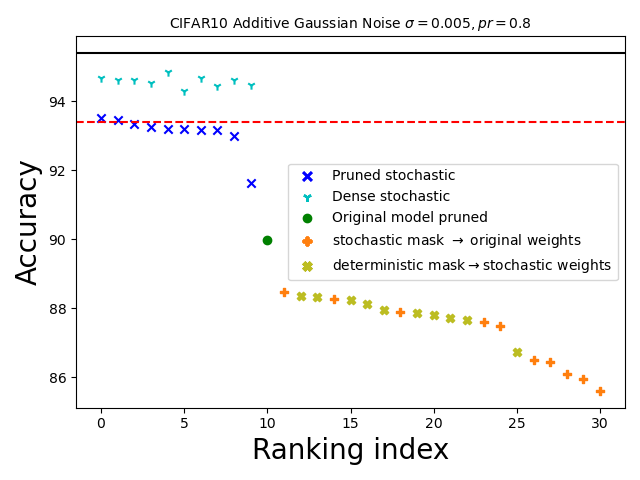 CIFAR10 Additive Gaussian Noise σ = 0.005, pr = 0.8
Accuracy
94
92
90
88
86
Pruned stochastic
Dense stochastic
Original model pruned
stochastic mask → original weights
deterministic mask → stochastic weights
0 5 10 15 20 25 30
Ranking index